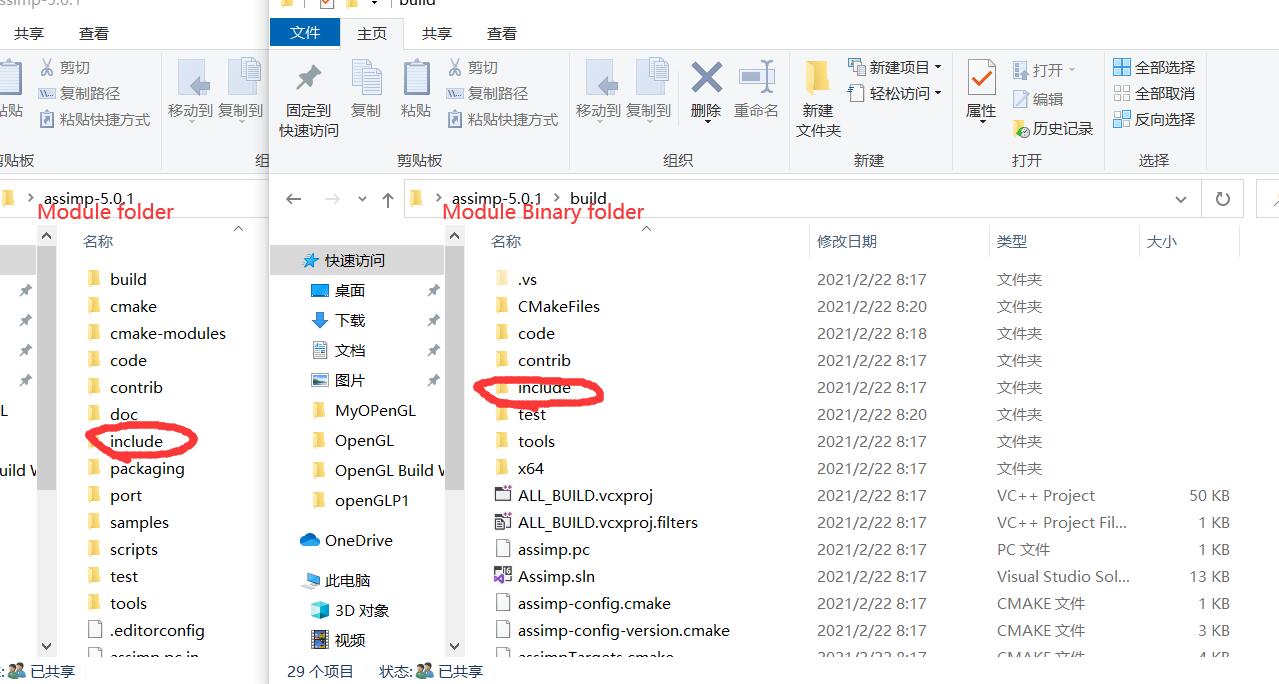 assimp-5.0.1
build
共享 查看
文件 主页 共享 查看
剪切
复制路径
粘贴快捷方式
移动到 复制到
剪贴板
固定到
快速访问
复制
粘贴
剪切
复制路径
粘贴快捷方式
剪贴板
移动到 复制到
删除 重命名
组织
新建
文件夹
新建项目
轻松访问
新建
属性
打开
编辑
历史记录
打开
全部选择
全部取消
反向选择
选择
assimp-5.0.1
Module folder
assimp-5.0.1 build
Module Binary folder
名称
build
cmake
cmake-modules
code
contrib
doc
include
packaging
port
samples
scripts
test
tools
.editorconfig
assimp.pc.in
已共享
快速访问
桌面
下载
文档
图片
MyOPenGL
OpenGL
OpenGL Build W
openGLP1
OneDrive
此电脑
3D 对象
视频
名称 修改日期 类型 大小
.vs 2021/2/22 8:17 文件夹
CMakeFiles 2021/2/22 8:20 文件夹
code 2021/2/22 8:18 文件夹
contrib 2021/2/22 8:17 文件夹
include 2021/2/22 8:17 文件夹
test 2021/2/22 8:20 文件夹
tools 2021/2/22 8:17 文件夹
x64 2021/2/22 8:17 文件夹
ALL_BUILD.vcxproj 2021/2/22 8:17 VC++ Project 50 KB
ALL_BUILD.vcxproj.filters 2021/2/22 8:17 VC++ Project Fil... 1 KB
assimp.pc 2021/2/22 8:17 PC 文件 1 KB
Assimp.sln 2021/2/22 8:17 Visual Studio Sol... 13 KB
assimp-config.cmake 2021/2/22 8:17 CMAKE 文件 1 KB
assimp-config-version.cmake 2021/2/22 8:17 CMAKE 文件 3 KB
assimpTargets.cmake 2021/2/22 8:17 CMAKE 文件 4 KB
29 个项目 状态: 已共享